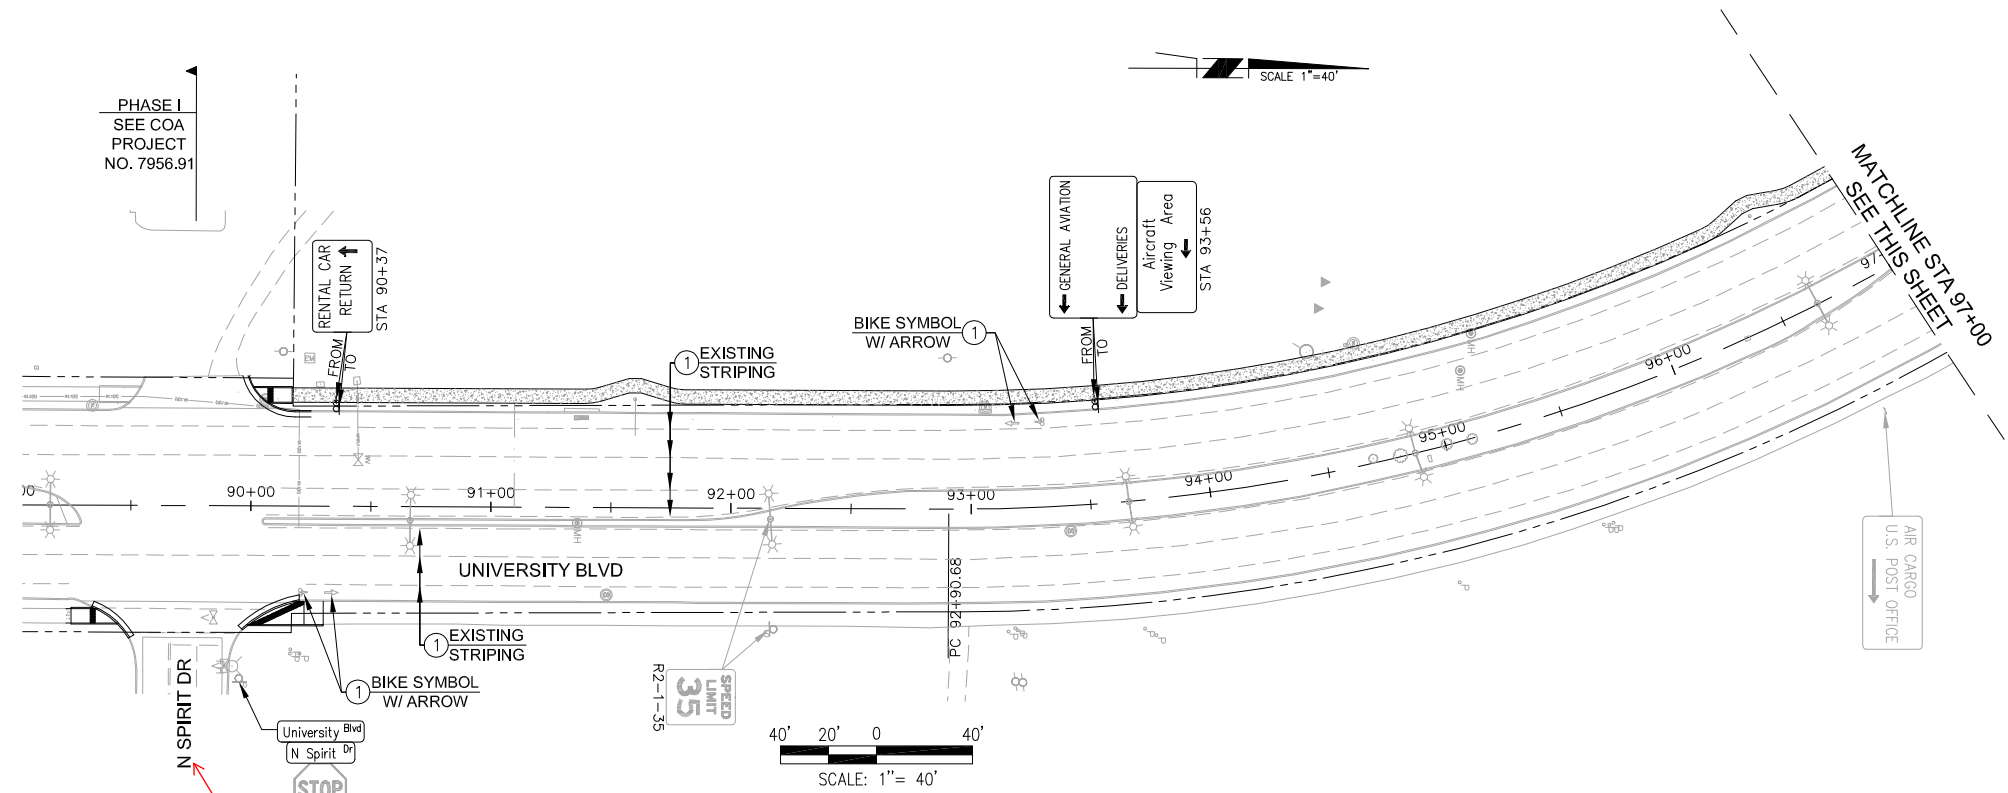 PHASE I
SEE COA
PROJECT
NO. 7956.91
SCALE 1"=40'
RENTAL CAR
RETURN
STA 90+37
FROM
TO
GENERAL AVIATION
DELIVERIES
Aircraft
Viewing Area
STA 93+56
FROM
TO
BIKE SYMBOL
W/ ARROW
1
1
EXISTING
STRIPING
MATCHLINE STA 97+00
SEE THIS SHEET
90+00
91+00
92+00
93+00
94+00
95+00
96+00
MH
MH
MH
WV
UNIVERSITY BLVD
PC 92+90.68
1
EXISTING
STRIPING
1
BIKE SYMBOL
W/ ARROW
N SPIRIT DR
University Blvd
N Spirit Dr
STOP
SPEED
LIMIT
35
R2-1-35
AIR CARGO
U.S. POST OFFICE
40' 20' 0 40'
SCALE: 1"= 40'